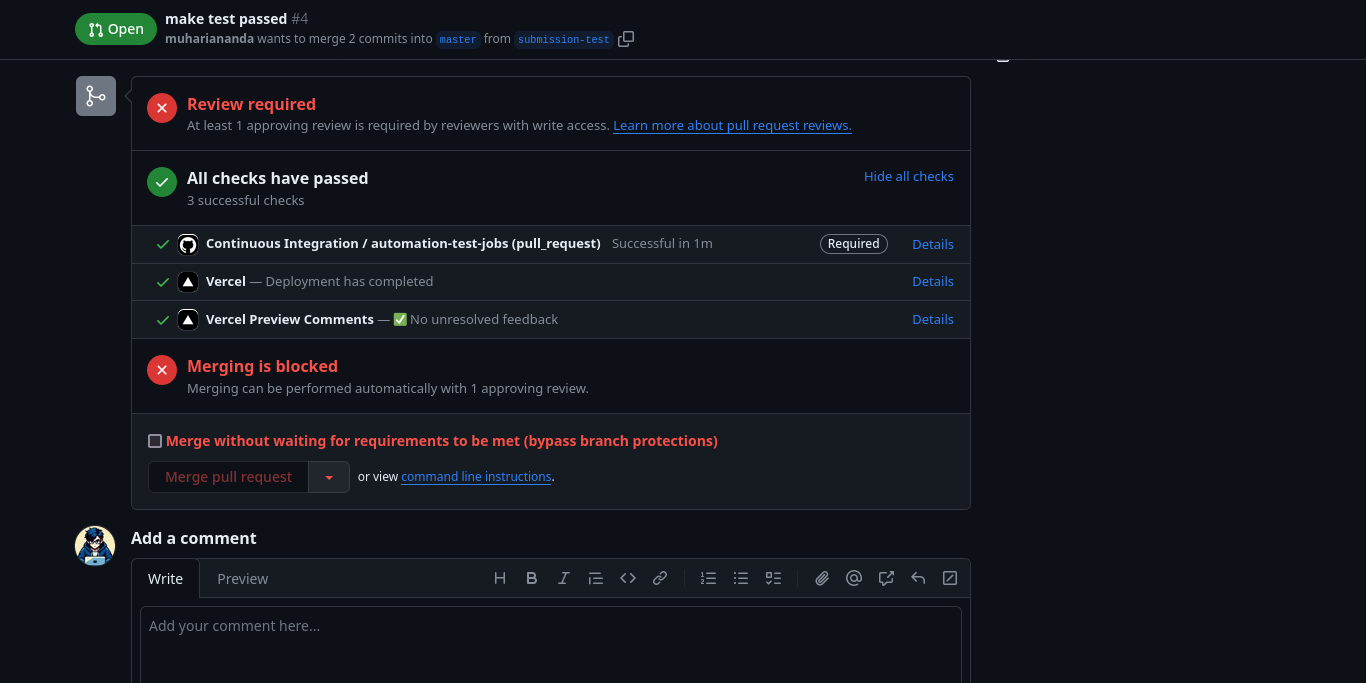 Open
make test passed #4
muhariananda wants to merge 2 commits into master from submission-test
Review required
At least 1 approving review is required by reviewers with write access. Learn more about pull request reviews.
All checks have passed
Hide all checks
3 successful checks
Continuous Integration / automation-test-jobs (pull_request) Successful in 1m Required Details
Vercel — Deployment has completed Details
Vercel Preview Comments — ✅ No unresolved feedback Details
Merging is blocked
Merging can be performed automatically with 1 approving review.
Merge without waiting for requirements to be met (bypass branch protections)
Merge pull request or view command line instructions.
Add a comment
Write Preview
Add your comment here...